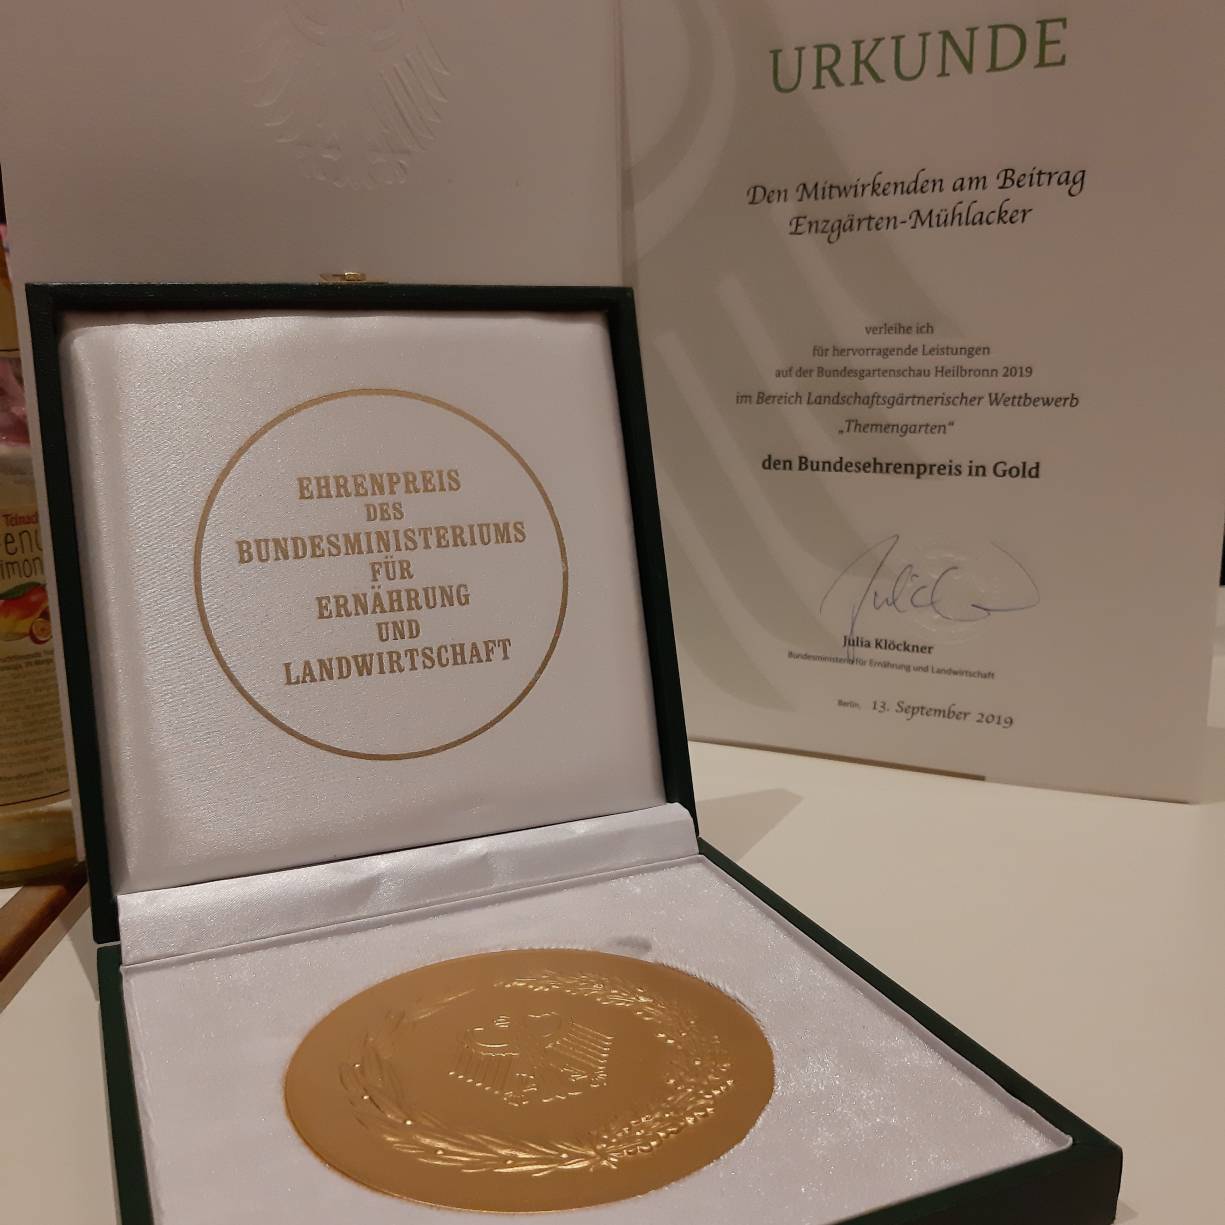 URKUNDE
Den Mitwirkenden am Beitrag
Enzgärten-Mühlacker
verleihe ich
für hervorragende Leistungen
auf der Bundesgartenschau Heilbronn 2019
im Bereich Landschaftsgärtnerischer Wettbewerb
„Themengarten“
den Bundesehrenpreis in Gold
Julia Klöckner
Bundesministerin für Ernährung und Landwirtschaft
Berlin, 13. September 2019
EHRENPREIS
DES
BUNDESMINISTERIUMS
FÜR
ERNÄHRUNG
UND
LANDWIRTSCHAFT